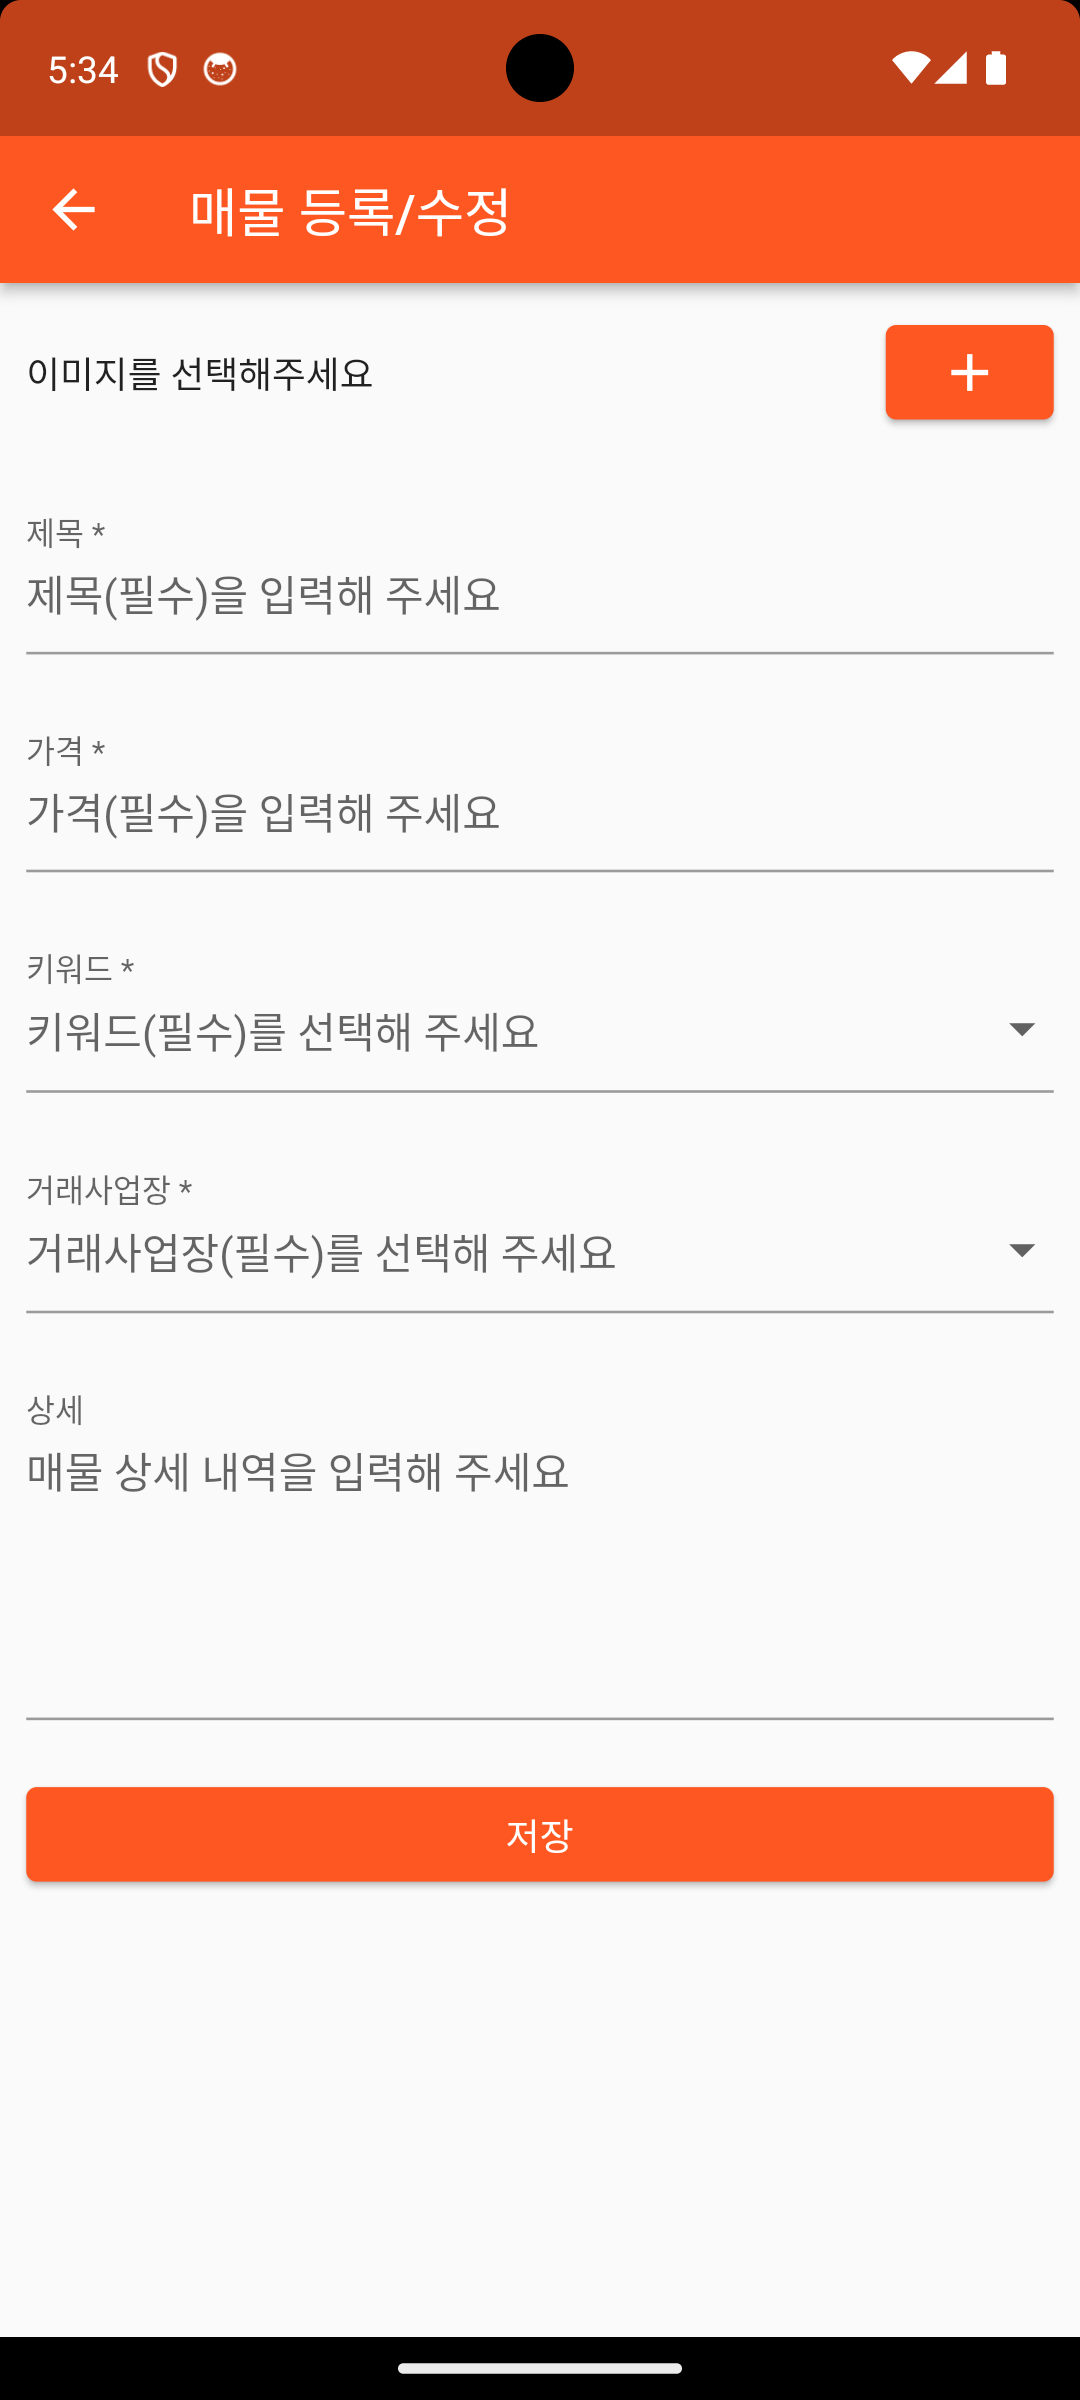 5:34
매물 등록/수정
이미지를 선택해주세요
제목 *
제목(필수)을 입력해 주세요
가격 *
가격(필수)을 입력해 주세요
키워드 *
키워드(필수)를 선택해 주세요
거래사업장 *
거래사업장(필수)를 선택해 주세요
상세
매물 상세 내역을 입력해 주세요
저장